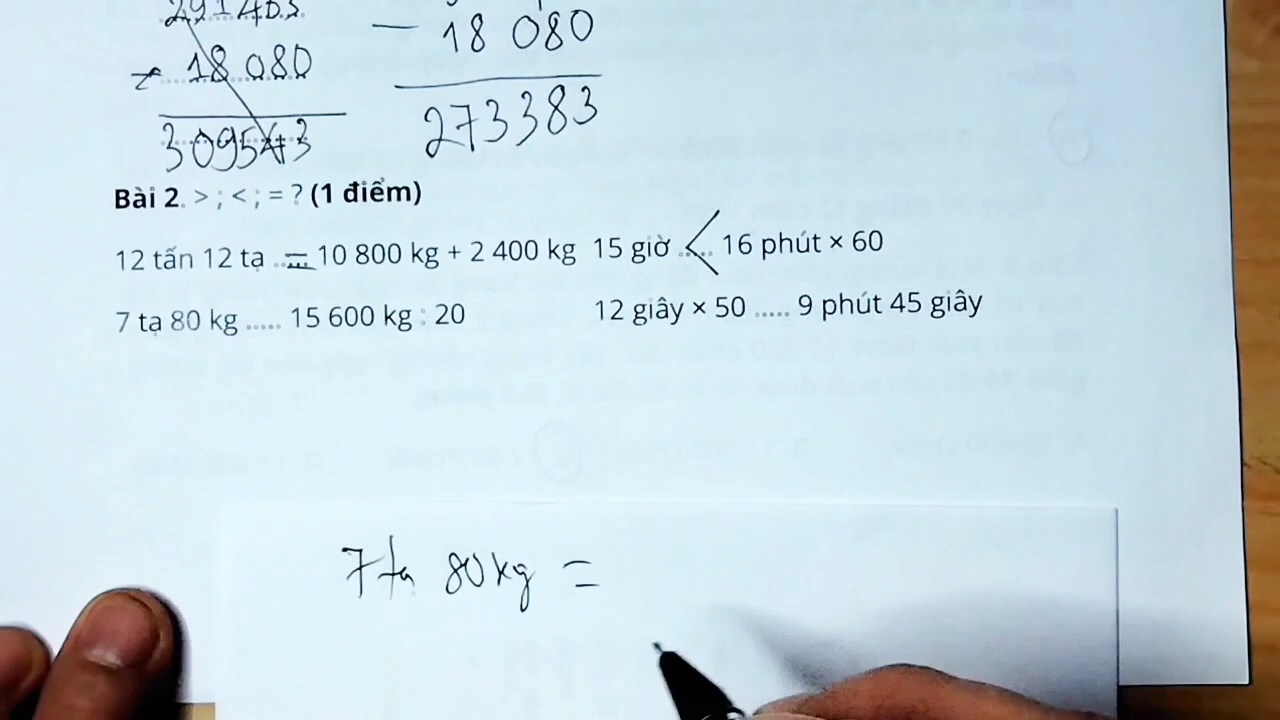 291463 - 18 080
+ 18 080
309543 273383
Bài 2. > ; < ; = ? (1 điểm)
12 tấn 12 tạ ..=.. 10 800 kg + 2 400 kg 15 giờ ..<.. 16 phút × 60
7 tạ 80 kg ..... 15 600 kg : 20 12 giây × 50 ..... 9 phút 45 giây
7 tạ 80 kg =